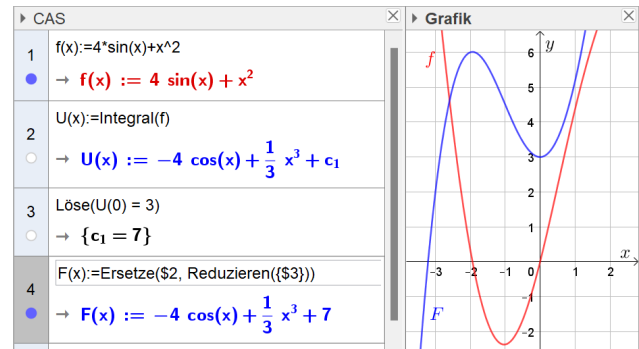 CAS
1
f(x):=4*sin(x)+x^2
→ f(x) := 4 sin(x) + x²
2
U(x):=Integral(f)
→ U(x) := −4 cos(x) + 1/3 x³ + c₁
3
Löse(U(0) = 3)
→ {c₁ = 7}
4
F(x):=Ersetze($2, Reduzieren({$3}))
→ F(x) := −4 cos(x) + 1/3 x³ + 7
Grafik
f
F
y
x
6
5
4
3
2
1
0
-1
-2
-3 -2 -1 1 2